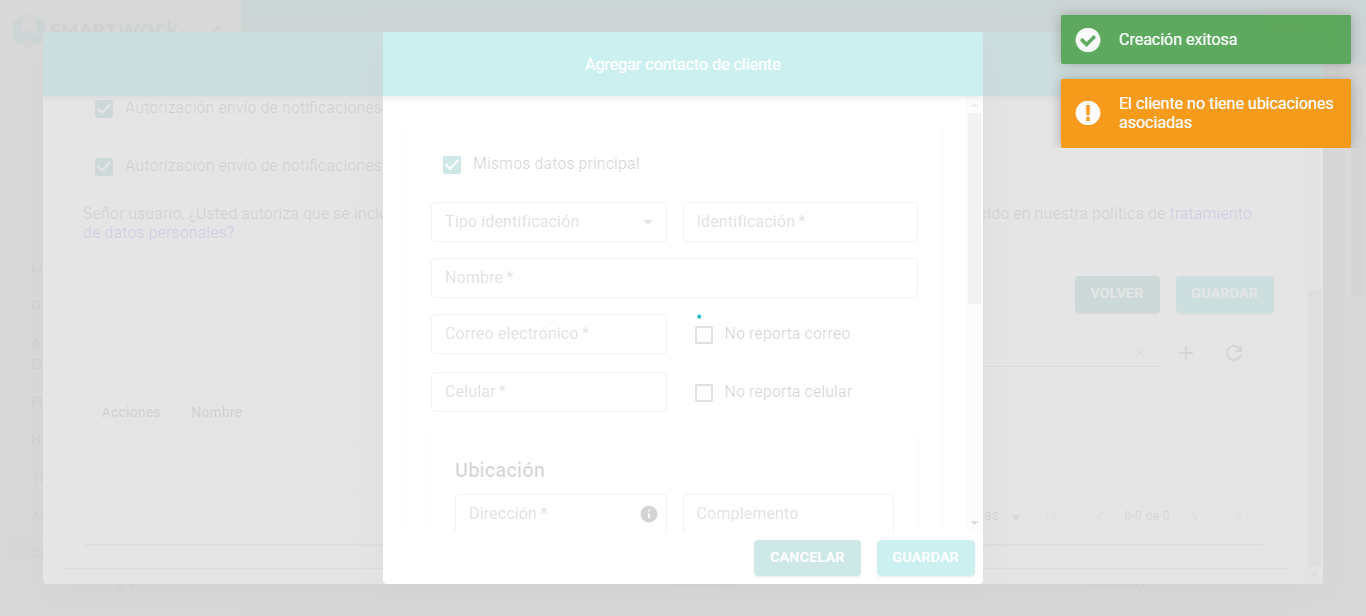 SMARTWORK
Creación exitosa
El cliente no tiene ubicaciones
asociadas
Agregar contacto de cliente
Autorización envío de notificaciones
Autorización envío de notificaciones
Señor usuario, ¿Usted autoriza que se
cido en nuestra política de tratamiento
de datos personales?
VOLVER
GUARDAR
Mismos datos principal
Tipo identificación
Identificación *
Nombre *
Correo electrónico *
No reporta correo
Celular *
No reporta celular
Acciones
Nombre
Ubicación
Dirección *
Complemento
0-0 de 0
CANCELAR
GUARDAR